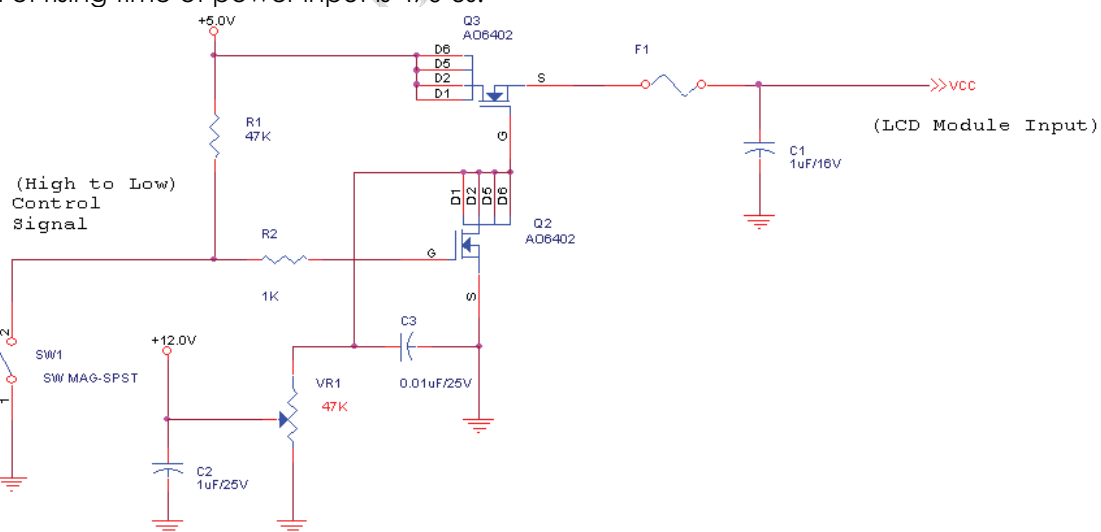 +5.0V
Q3
AO6402
D6
D5
D2
D1
S
G
F1
VCC
(LCD Module Input)
C1
1uF/16V
R1
47K
(High to Low)
Control
Signal
D1
D2
D5
D6
Q2
AO6402
R2
G
1K
S
C3
0.01uF/25V
2
SW1
SW MAG-SPST
1
+12.0V
VR1
47K
C2
1uF/25V